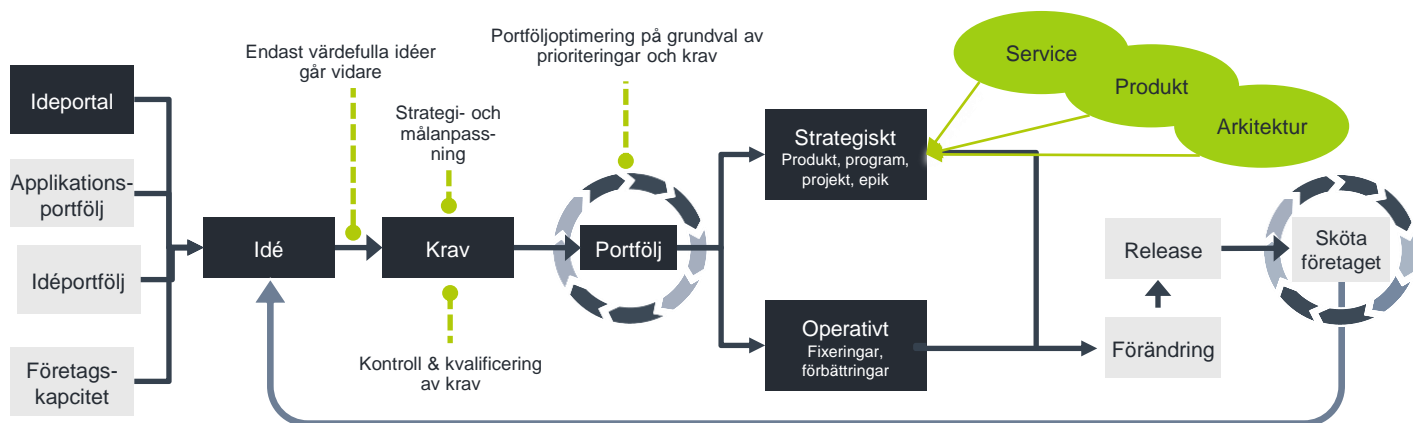 Ideportal
Applikations-
portfölj
Idéportfölj
Företags-
kapcitet
Idé
Endast värdefulla idéer
går vidare
Strategi- och
målanpass-
ning
Krav
Kontroll & kvalificering
av krav
Portföljoptimering på grundval av
prioriteringar och krav
Portfölj
Strategiskt
Produkt, program,
projekt, epik
Operativt
Fixeringar,
förbättringar
Service
Produkt
Arkitektur
Release
Förändring
Sköta
företaget